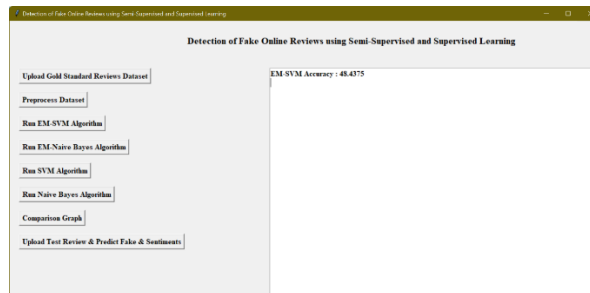 Detection of Fake Online Reviews using Semi-Supervised and Supervised Learning
Detection of Fake Online Reviews using Semi-Supervised and Supervised Learning
Upload Gold Standard Reviews Dataset
EM-SVM Accuracy : 48.4375
Preprocess Dataset
Run EM-SVM Algorithm
Run EM-Naive Bayes Algorithm
Run SVM Algorithm
Run Naive Bayes Algorithm
Comparison Graph
Upload Test Review & Predict Fake & Sentiments